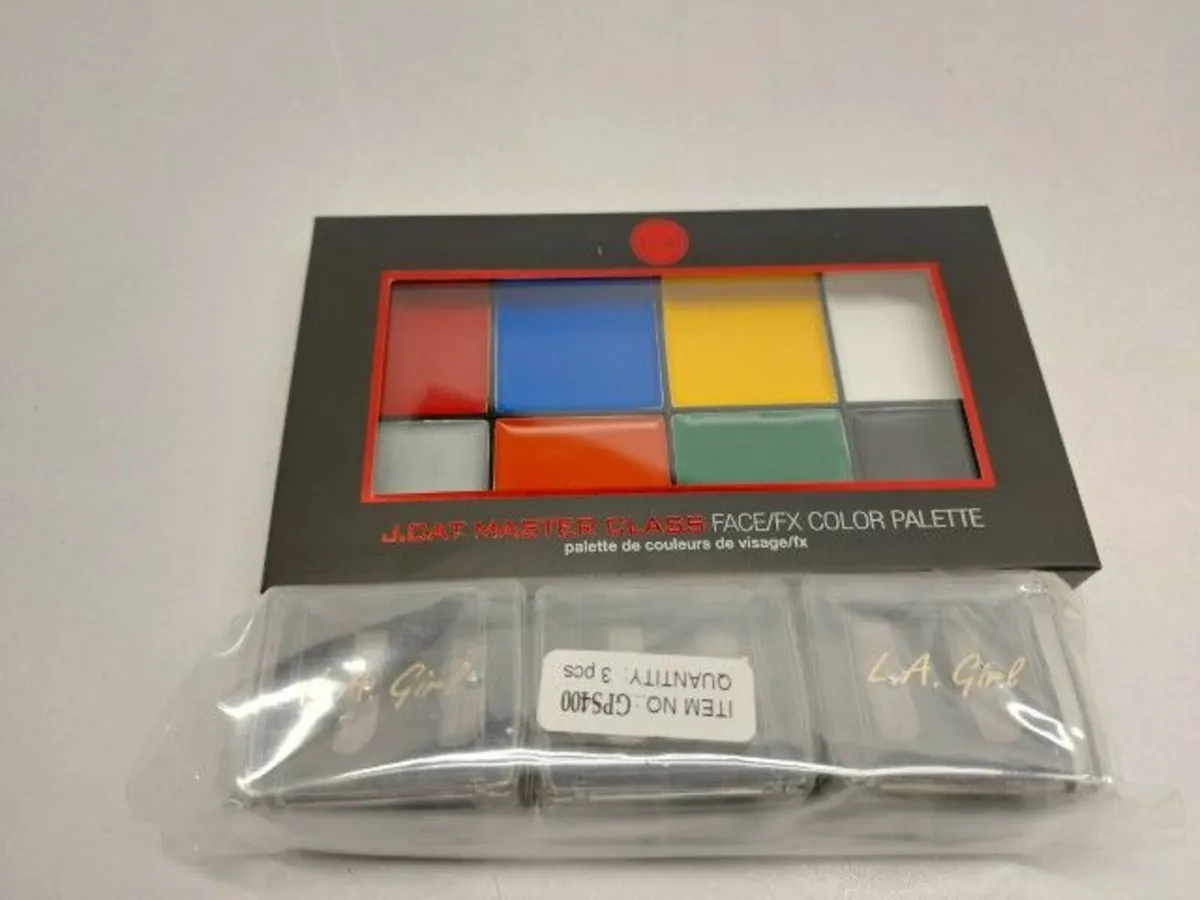 J.CAT MASTER CLASS FACE/FX COLOR PALETTE
palette de couleurs de visage/fx
L.A. Girl
ITEM NO.: GPS400
QUANTITY: 3 pcs
L.A. Girl